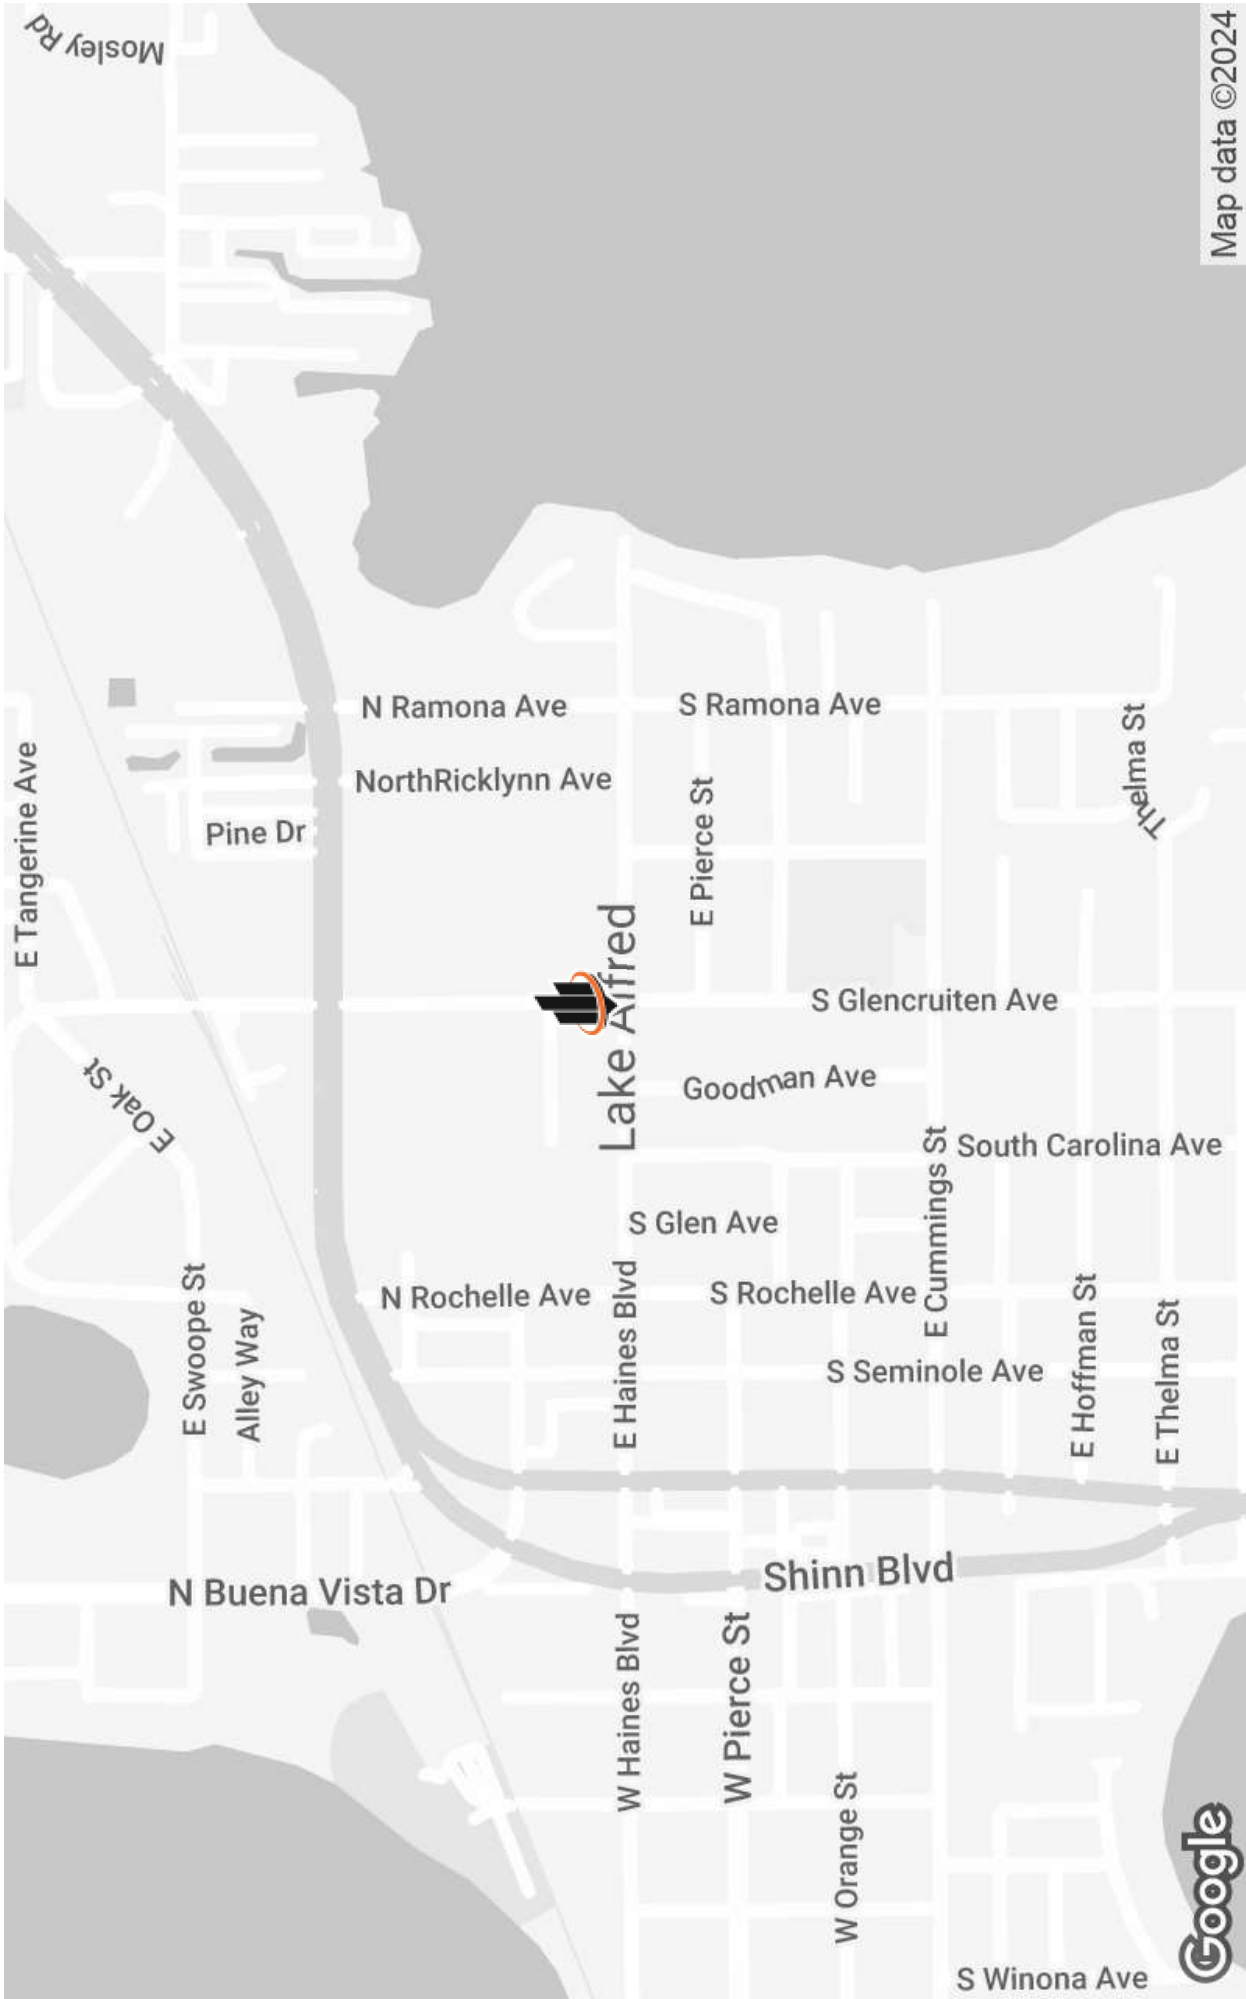 Mosley Rd
Map data ©2024
N Ramona Ave
S Ramona Ave
Thelma St
E Tangerine Ave
NorthRicklynn Ave
E Pierce St
Pine Dr
Lake Alfred
S Glencruiten Ave
E Oak St
Goodman Ave
South Carolina Ave
E Cummings St
S Glen Ave
N Rochelle Ave
S Rochelle Ave
E Swoope St
Alley Way
E Haines Blvd
S Seminole Ave
E Hoffman St
E Thelma St
N Buena Vista Dr
Shinn Blvd
W Haines Blvd
W Pierce St
W Orange St
S Winona Ave
Google